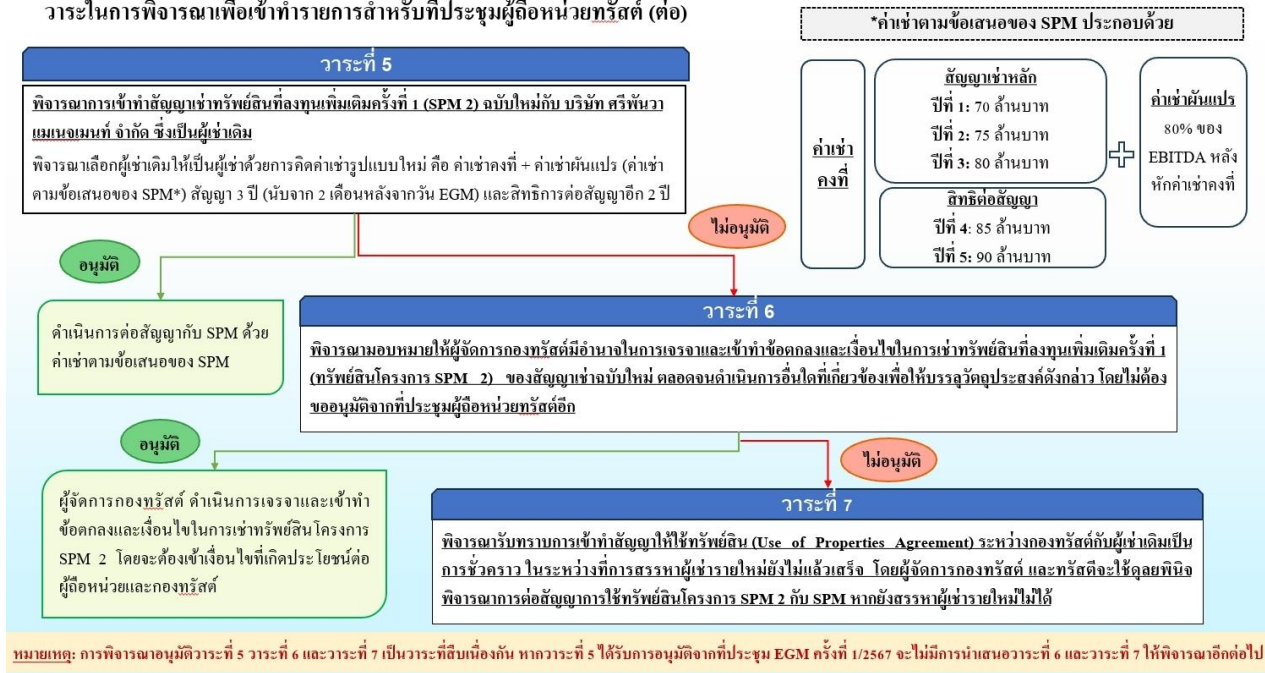 วาระในการพิจารณาเพื่อเข้าทำรายการสำหรับที่ประชุมผู้ถือหน่วยทรัสต์ (ต่อ)
*ค่าเช่าตามข้อเสนอของ SPM ประกอบด้วย
วาระที่ 5
พิจารณาการเข้าทำสัญญาเช่าทรัพย์สินที่ลงทุนเพิ่มเติมครั้งที่ 1 (SPM 2) ฉบับใหม่กับ บริษัท ศรีพันวา
แมเนจเมนท์ จำกัด ซึ่งเป็นผู้เช่าเดิม
พิจารณาเลือกผู้เช่าเดิมให้เป็นผู้เช่าด้วยการคิดค่าเช่ารูปแบบใหม่ คือ ค่าเช่าคงที่ + ค่าเช่าผันแปร (ค่าเช่า
ตามข้อเสนอของ SPM*) สัญญา 3 ปี (นับจาก 2 เดือนหลังจากวัน EGM) และสิทธิการต่อสัญญาอีก 2 ปี
ค่าเช่า
คงที่
สัญญาเช่าหลัก
ปีที่ 1: 70 ล้านบาท
ปีที่ 2: 75 ล้านบาท
ปีที่ 3: 80 ล้านบาท
สิทธิต่อสัญญา
ปีที่ 4: 85 ล้านบาท
ปีที่ 5: 90 ล้านบาท
ค่าเช่าผันแปร
80% ของ
EBITDA หลัง
หักค่าเช่าคงที่
อนุมัติ
ไม่อนุมัติ
ดำเนินการต่อสัญญากับ SPM ด้วย
ค่าเช่าตามข้อเสนอของ SPM
วาระที่ 6
พิจารณามอบหมายให้ผู้จัดการกองทรัสต์มีอำนาจในการเจรจาและเข้าทำข้อตกลงและเงื่อนไขในการเช่าทรัพย์สินที่ลงทุนเพิ่มเติมครั้งที่ 1
(ทรัพย์สินโครงการ SPM 2) ของสัญญาเช่าฉบับใหม่ ตลอดจนดำเนินการอื่นใดที่เกี่ยวข้องเพื่อให้บรรลุวัตถุประสงค์ดังกล่าว โดยไม่ต้อง
ขออนุมัติจากที่ประชุมผู้ถือหน่วยทรัสต์อีก
อนุมัติ
ไม่อนุมัติ
ผู้จัดการกองทรัสต์ ดำเนินการเจรจาและเข้าทำ
ข้อตกลงและเงื่อนไขในการเช่าทรัพย์สินโครงการ
SPM 2 โดยจะต้องเข้าเงื่อนไขที่เกิดประโยชน์ต่อ
ผู้ถือหน่วยและกองทรัสต์
วาระที่ 7
พิจารณารับทราบการเข้าทำสัญญาให้ใช้ทรัพย์สิน (Use of Properties Agreement) ระหว่างกองทรัสต์กับผู้เช่าเดิมเป็น
การชั่วคราว ในระหว่างที่การสรรหาผู้เช่ารายใหม่ยังไม่แล้วเสร็จ โดยผู้จัดการกองทรัสต์ และทรัสตีจะใช้ดุลยพินิจ
พิจารณาการต่อสัญญาการใช้ทรัพย์สินโครงการ SPM 2 กับ SPM หากยังสรรหาผู้เช่ารายใหม่ไม่ได้
หมายเหตุ: การพิจารณาอนุมัติวาระที่ 5 วาระที่ 6 และวาระที่ 7 เป็นวาระที่สืบเนื่องกัน หากวาระที่ 5 ได้รับการอนุมัติจากที่ประชุม EGM ครั้งที่ 1/2567 จะไม่มีการนำเสนอวาระที่ 6 และวาระที่ 7 ให้พิจารณาอีกต่อไป